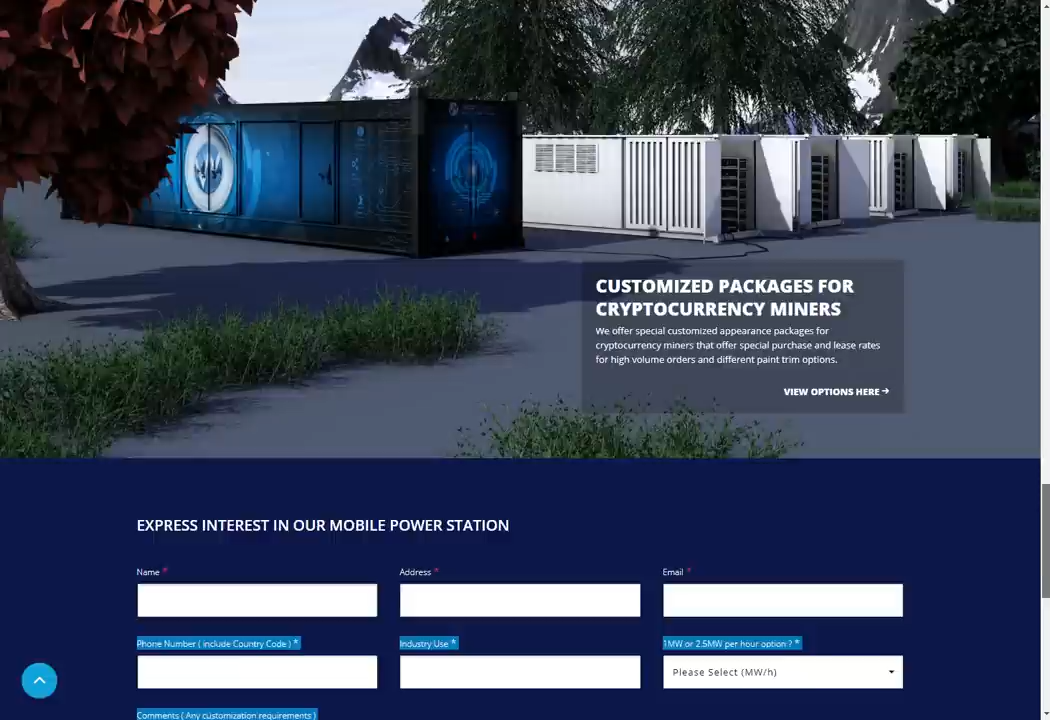 CUSTOMIZED PACKAGES FOR
CRYPTOCURRENCY MINERS
We offer special customized appearance packages for
cryptocurrency miners that offer special purchase and lease rates
for high volume orders and different paint trim options.
VIEW OPTIONS HERE →
EXPRESS INTEREST IN OUR MOBILE POWER STATION
Name *
Address *
Email *
Phone Number ( include Country Code ) *
Industry Use *
1MW or 2.5MW per hour option ? *
Please Select (MW/h)
Comments ( Any customization requirements )